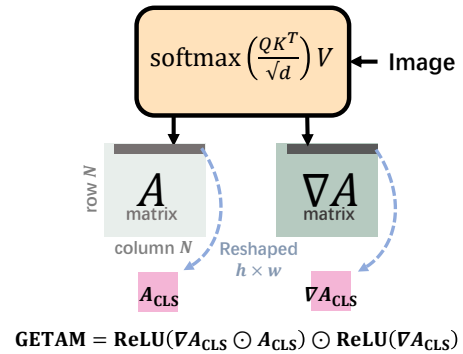 softmax(QK^T/√d)V
Image
A
matrix
∇A
matrix
row N
column N
Reshaped
h × w
A_CLS
∇A_CLS
GETAM = ReLU(∇A_CLS ⊙ A_CLS) ⊙ ReLU(∇A_CLS)